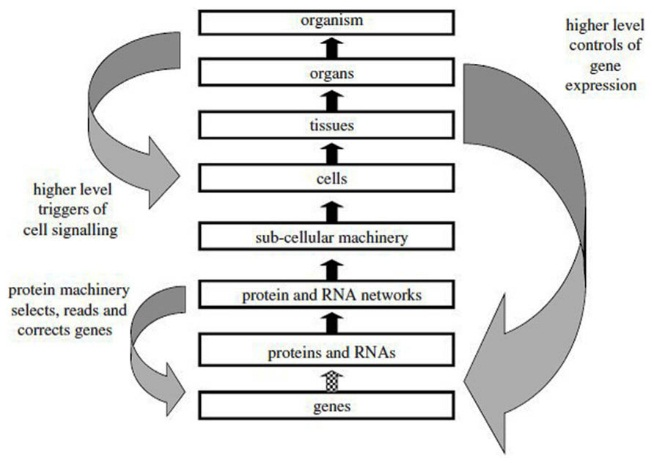 organism
organs
tissues
cells
sub-cellular machinery
protein and RNA networks
proteins and RNAs
genes
higher level
triggers of
cell signalling
protein machinery
selects, reads and
corrects genes
higher level
controls of
gene
expression